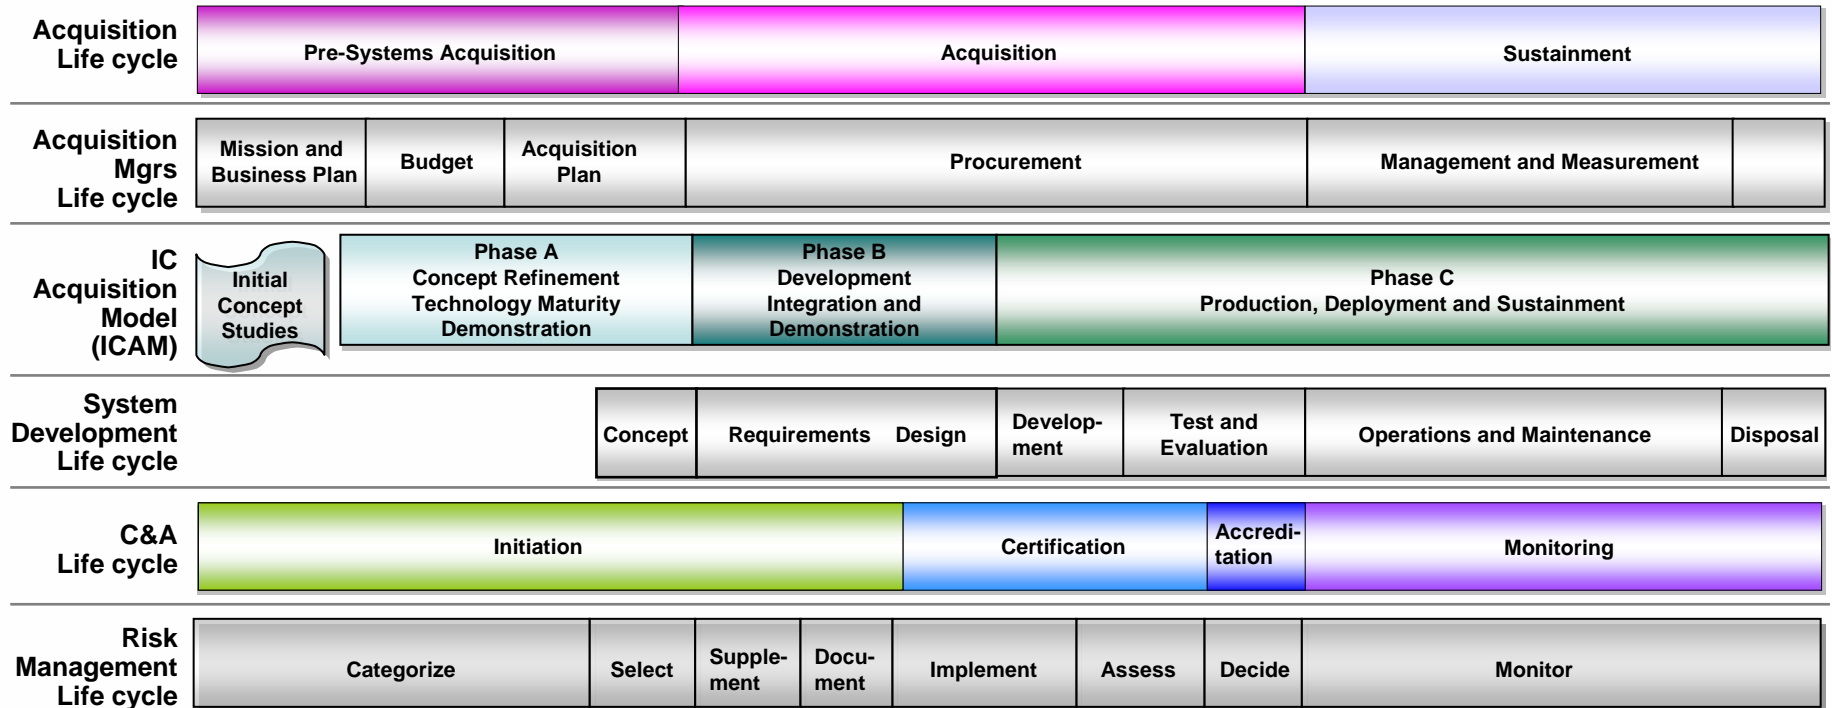 Acquisition
Life cycle
Pre-Systems Acquisition
Acquisition
Sustainment
Acquisition
Mgrs
Life cycle
Mission and
Business Plan
Budget
Acquisition
Plan
Procurement
Management and Measurement
IC
Acquisition
Model
(ICAM)
Initial
Concept
Studies
Phase A
Concept Refinement
Technology Maturity
Demonstration
Phase B
Development
Integration and
Demonstration
Phase C
Production, Deployment and Sustainment
System
Development
Life cycle
Concept
Requirements Design
Develop-
ment
Test and
Evaluation
Operations and Maintenance
Disposal
C&A
Life cycle
Initiation
Certification
Accredi-
tation
Monitoring
Risk
Management
Life cycle
Categorize
Select
Supple-
ment
Docu-
ment
Implement
Assess
Decide
Monitor